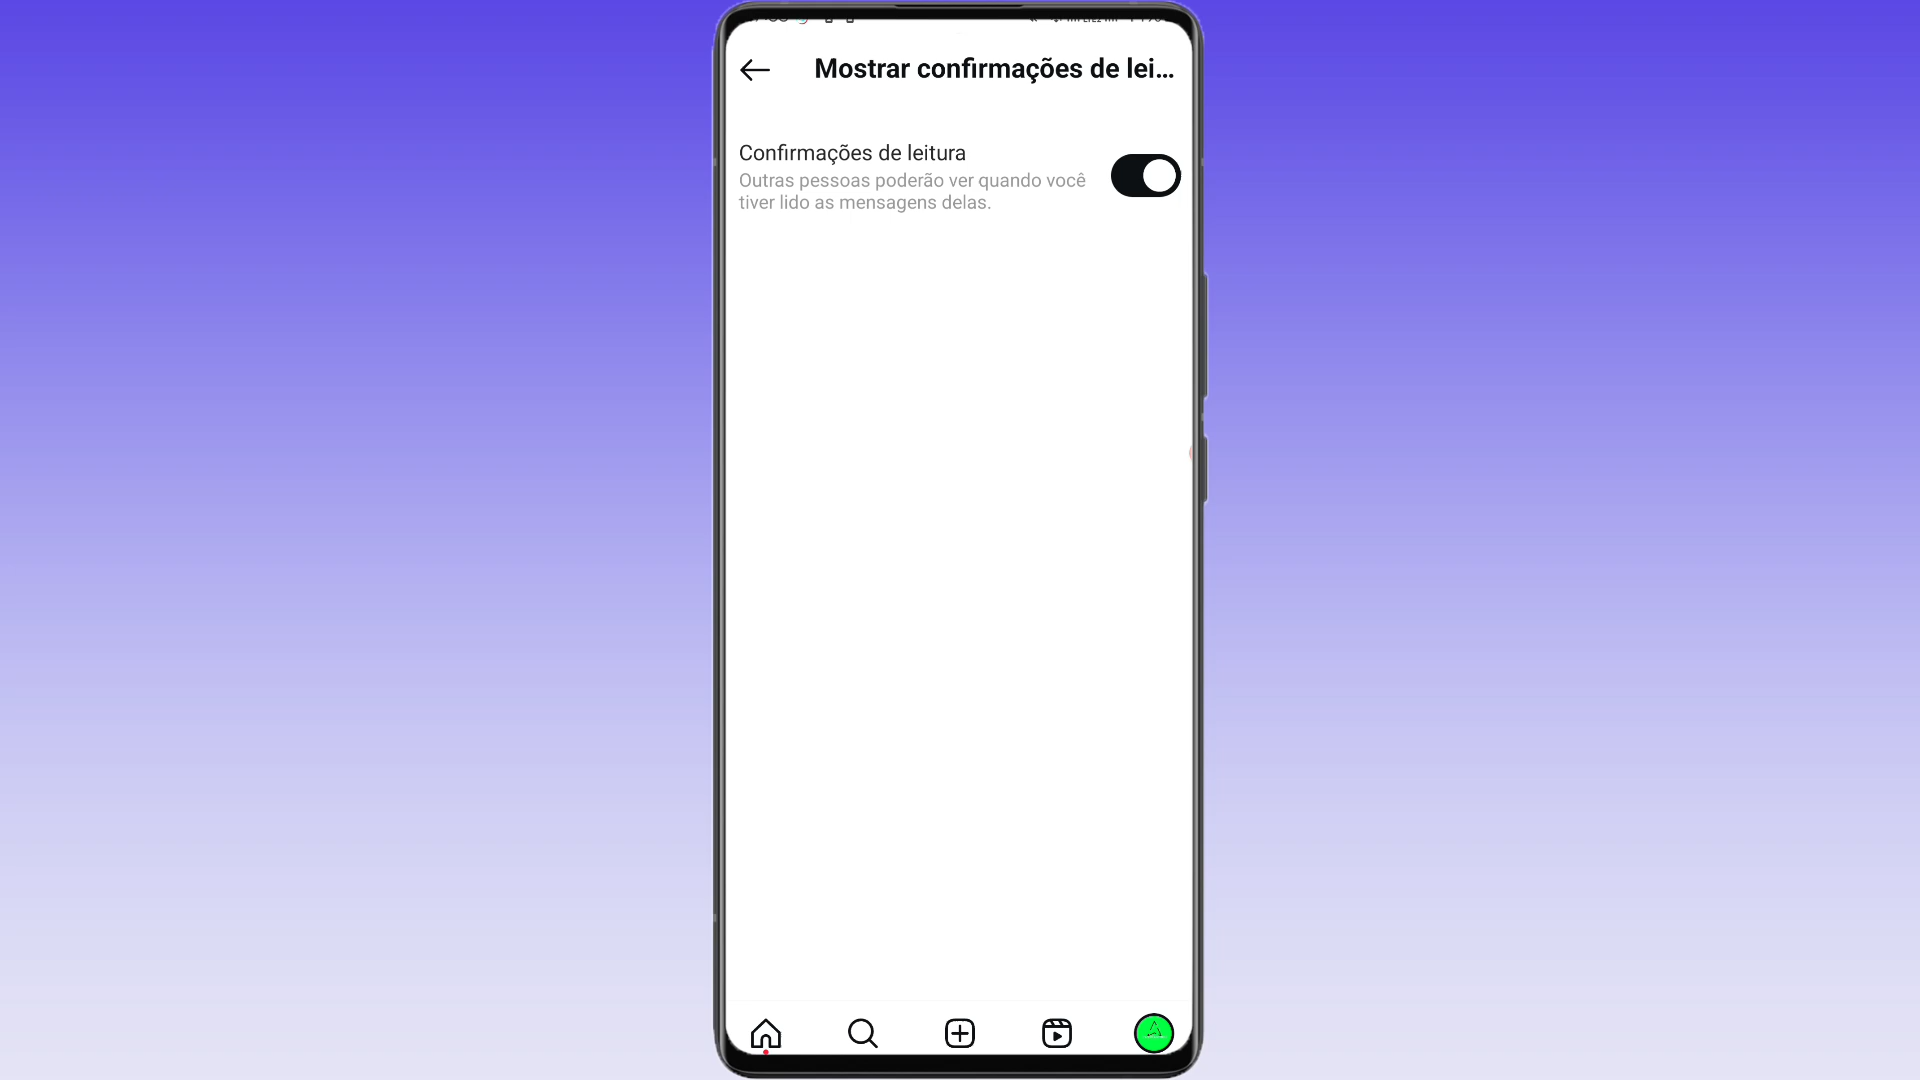 Mostrar confirmações de lei...
Confirmações de leitura
Outras pessoas poderão ver quando você
tiver lido as mensagens delas.